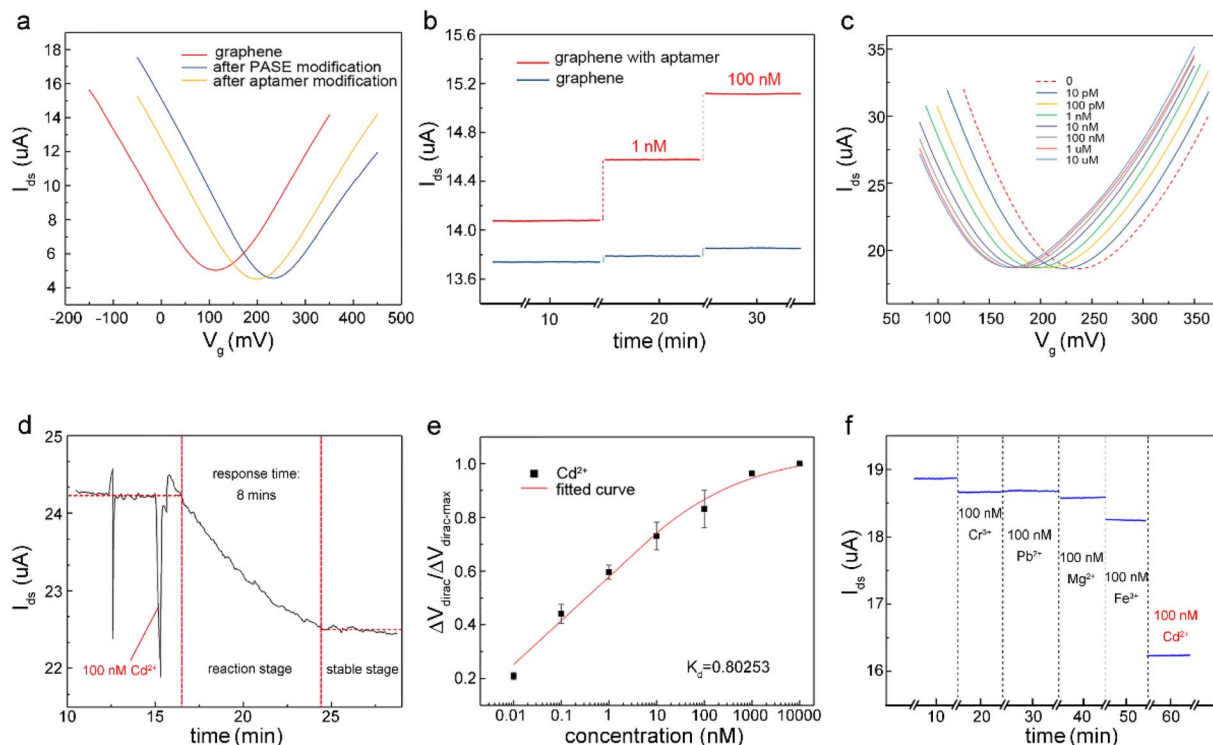 a
I_ds (uA)
18
16
14
12
10
8
6
4
graphene
after PASE modification
after aptamer modification
-200 -100 0 100 200 300 400 500
V_g (mV)
b
I_ds (uA)
15.6
15.2
14.8
14.4
14.0
13.6
graphene with aptamer
graphene
1 nM
100 nM
10 20 30
time (min)
c
I_ds (uA)
35
30
25
20
0
10 pM
100 pM
1 nM
10 nM
100 nM
1 uM
10 uM
50 100 150 200 250 300 350
V_g (mV)
d
I_ds (uA)
25
24
23
22
21.5
response time:
8 mins
100 nM Cd²⁺
reaction stage
stable stage
10 15 20 25
time (min)
e
ΔV_dirac/ΔV_dirac-max
1.0
0.8
0.6
0.4
0.2
Cd²⁺
fitted curve
K_d=0.80253
0.01 0.1 1 10 100 1000 10000
concentration (nM)
f
I_ds (uA)
19
18
17
16
100 nM
Cr³⁺
100 nM
Pb²⁺
100 nM
Mg²⁺
100 nM
Fe³⁺
100 nM
Cd²⁺
10 20 30 40 50 60
time (min)